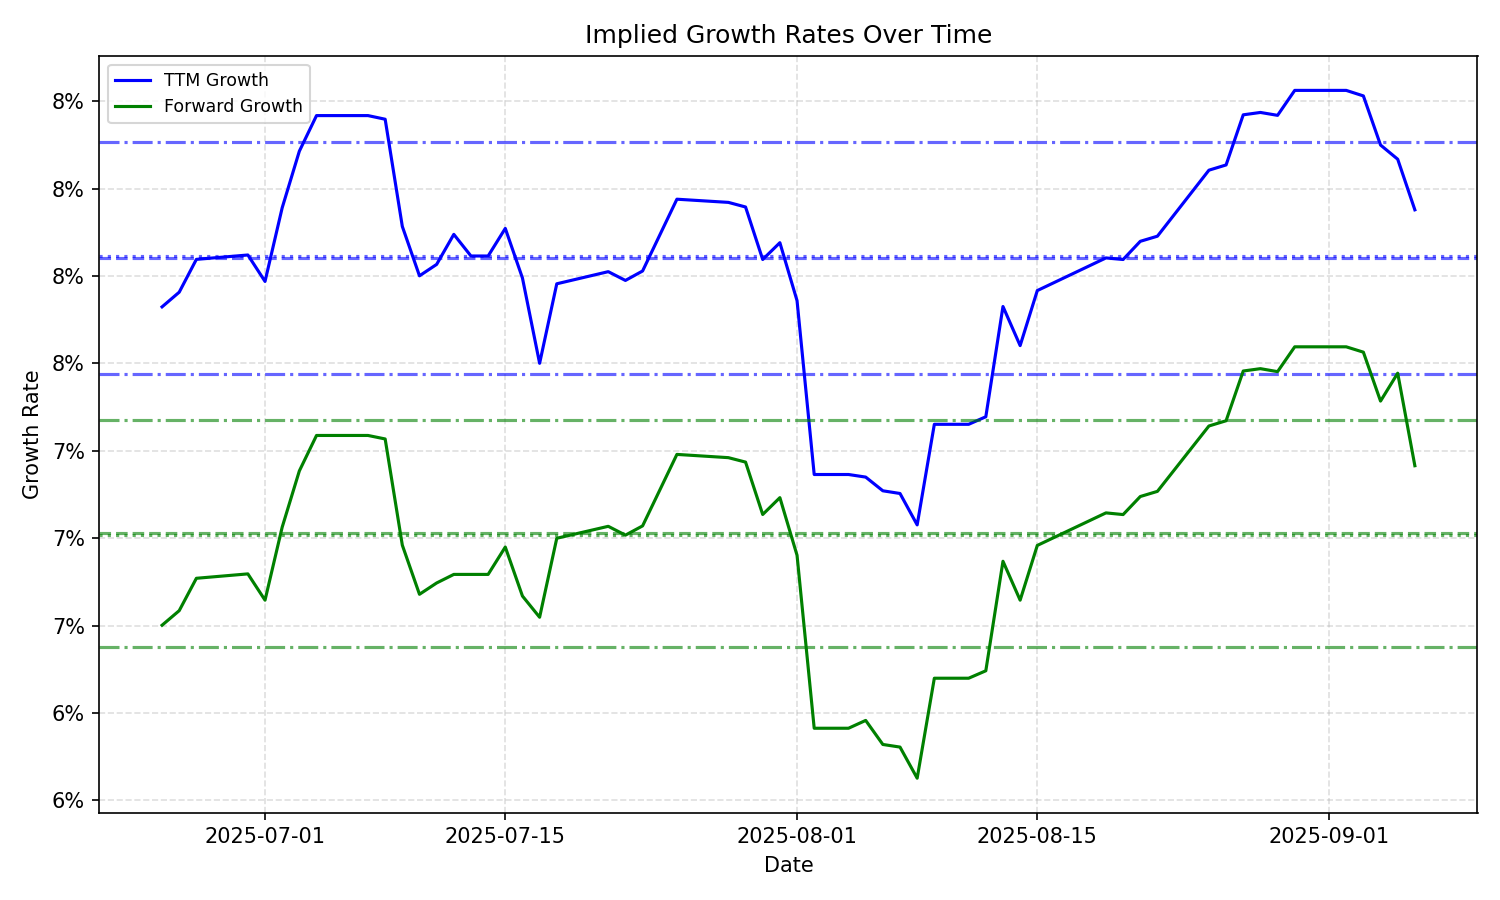 Implied Growth Rates Over Time
TTM Growth
Forward Growth
8%
8%
8%
8%
7%
7%
7%
6%
6%
Growth Rate
2025-07-01
2025-07-15
2025-08-01
2025-08-15
2025-09-01
Date